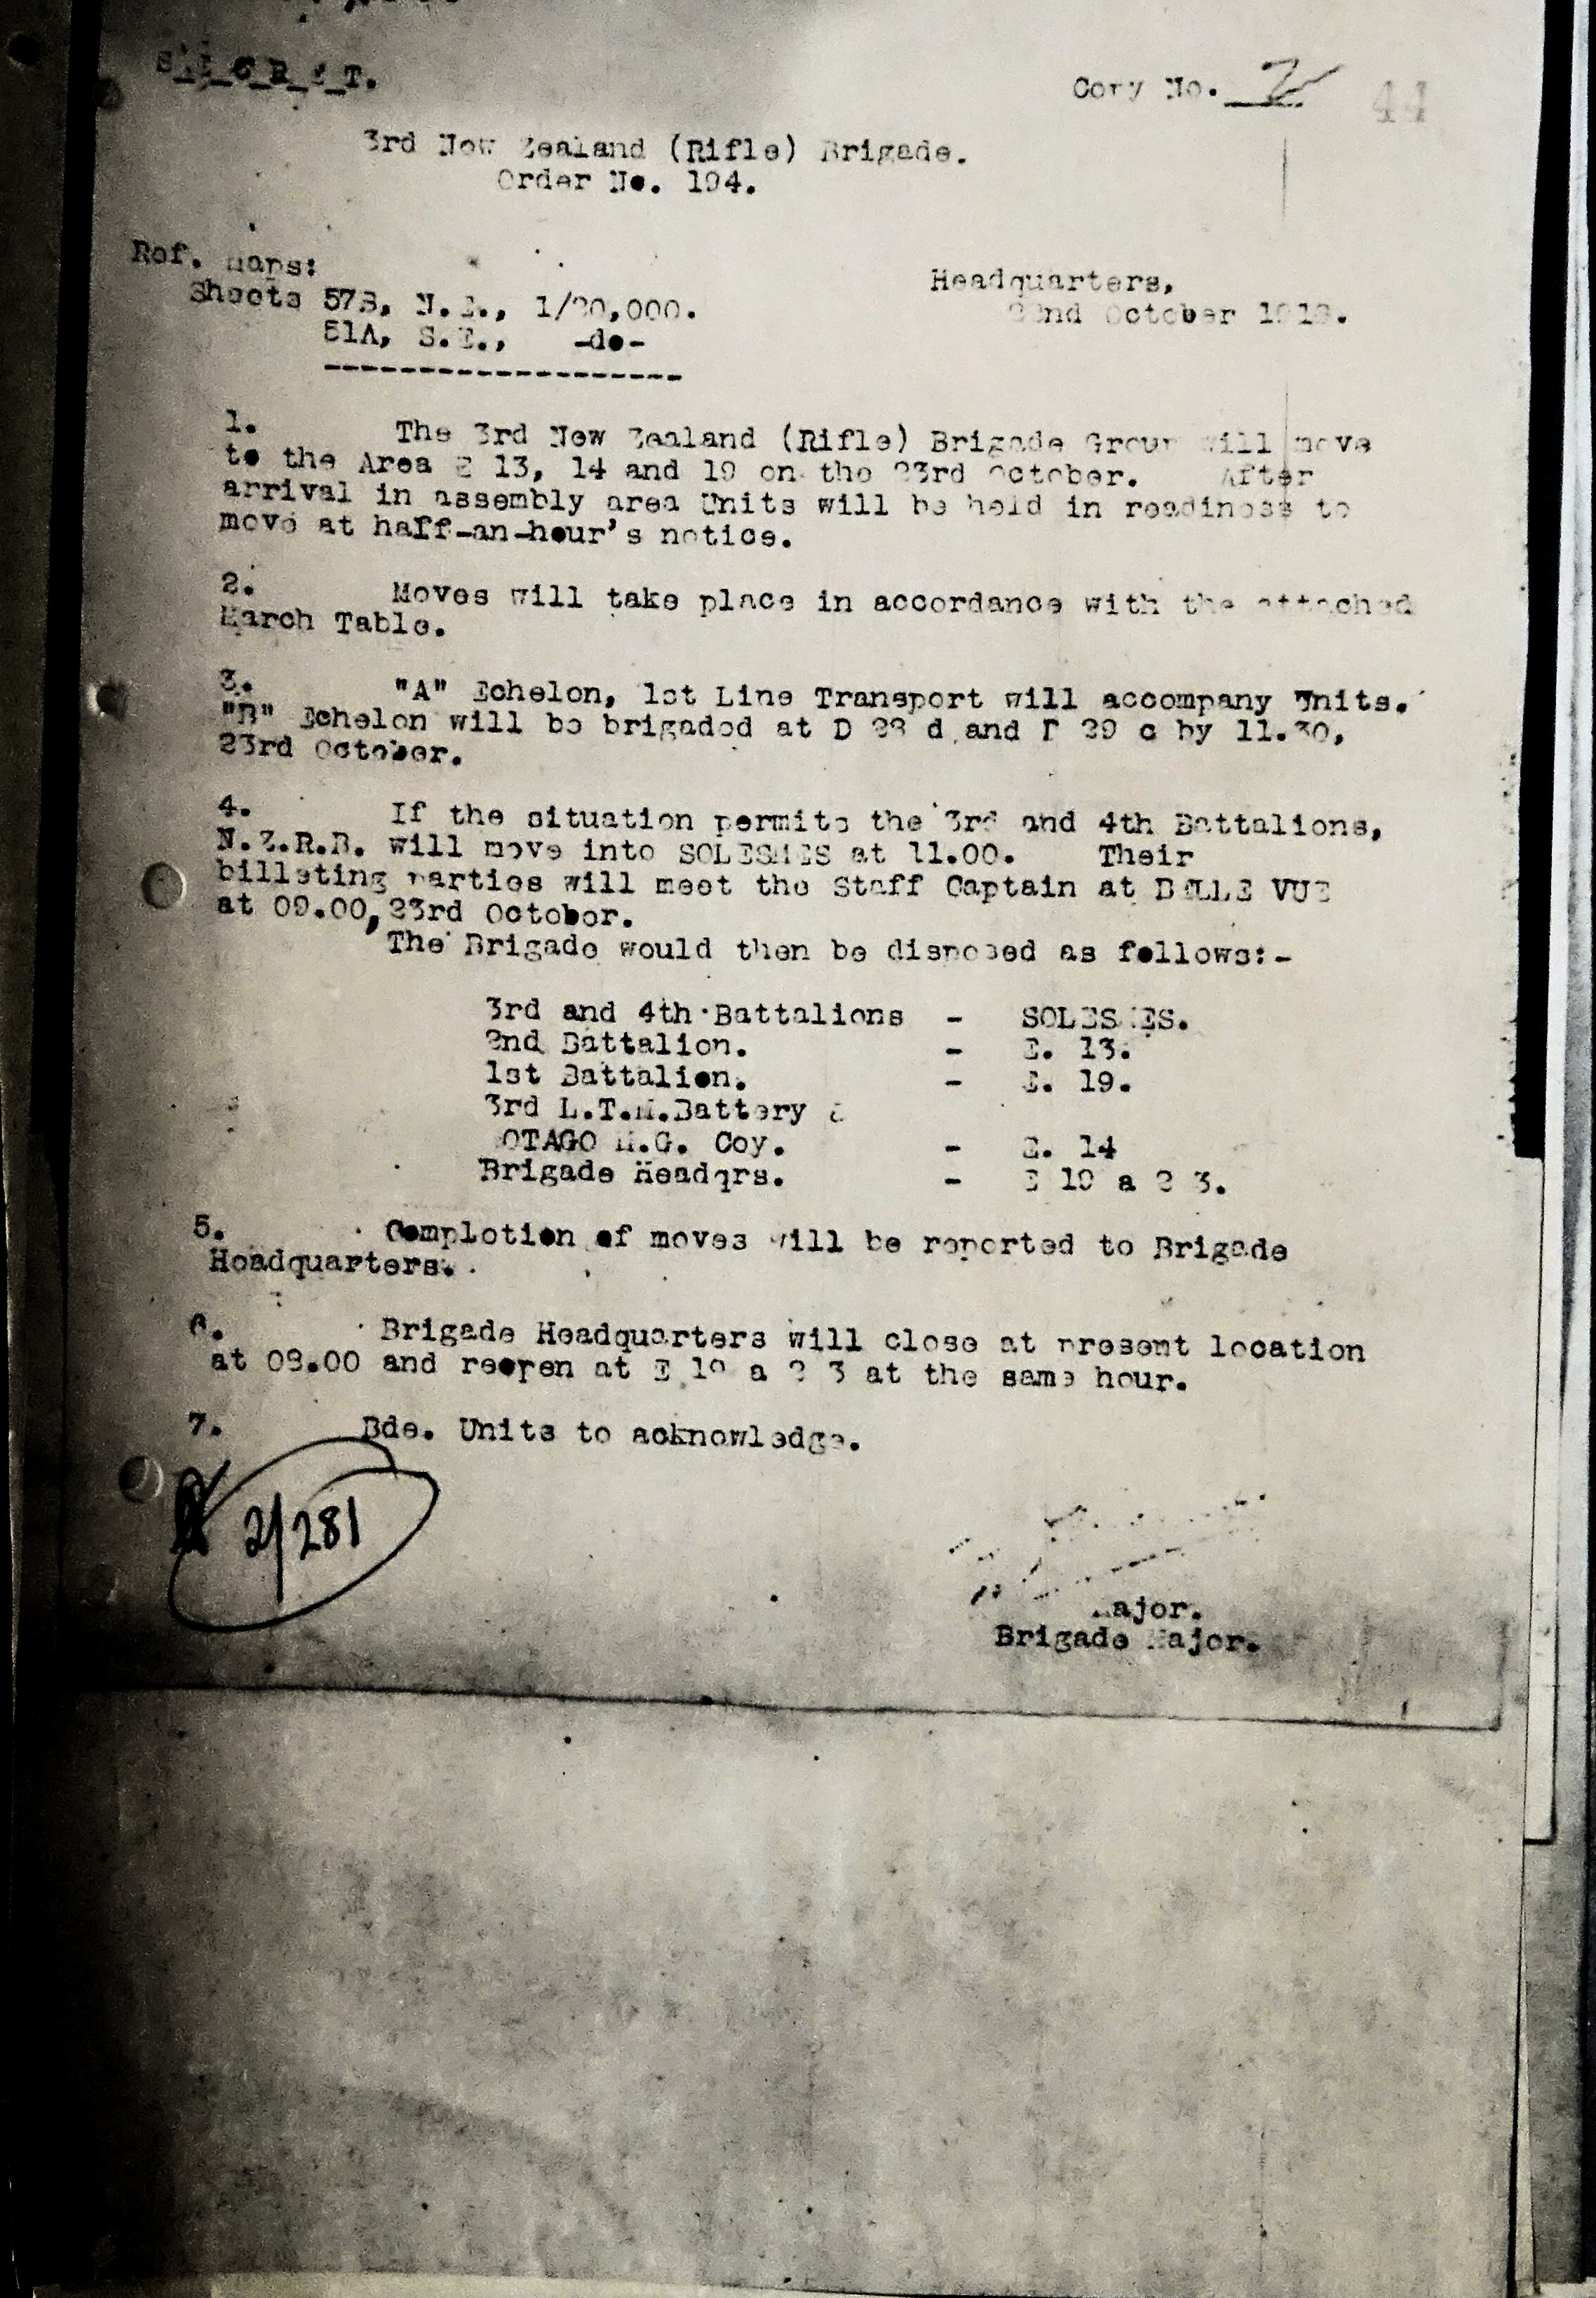 S_E_C_R_E_T.
Copy No. 2
44
3rd New Zealand (Rifle) Brigade.
Order No. 194.
Ref. Maps:
Sheets 57B, N.E., 1/20,000.
51A, S.E., -do-
-------------------
Headquarters,
22nd October 1918.
1. The 3rd New Zealand (Rifle) Brigade Group will move
to the Area E 13, 14 and 19 on the 23rd October. After
arrival in assembly area Units will be held in readiness to
move at half-an-hour's notice.
2. Moves will take place in accordance with the attached
March Table.
3. "A" Echelon, 1st Line Transport will accompany Units.
"B" Echelon will be brigaded at D 28 d and D 29 c by 11.30,
23rd October.
4. If the situation permits the 3rd and 4th Battalions,
N.Z.R.B. will move into SOLESMES at 11.00. Their
billeting parties will meet the Staff Captain at BELLE VUE
at 09.00, 23rd October.
The Brigade would then be disposed as follows:-
3rd and 4th Battalions - SOLESMES.
2nd Battalion. - E. 13.
1st Battalion. - E. 19.
3rd L.T.M.Battery &
OTAGO M.G. Coy. - E. 14
Brigade Headqrs. - E 19 a 2 3.
5. Completion of moves will be reported to Brigade
Headquarters.
6. Brigade Headquarters will close at present location
at 08.00 and reopen at E 19 a 2 3 at the same hour.
7. Bde. Units to acknowledge.
2/281
Major.
Brigade Major.